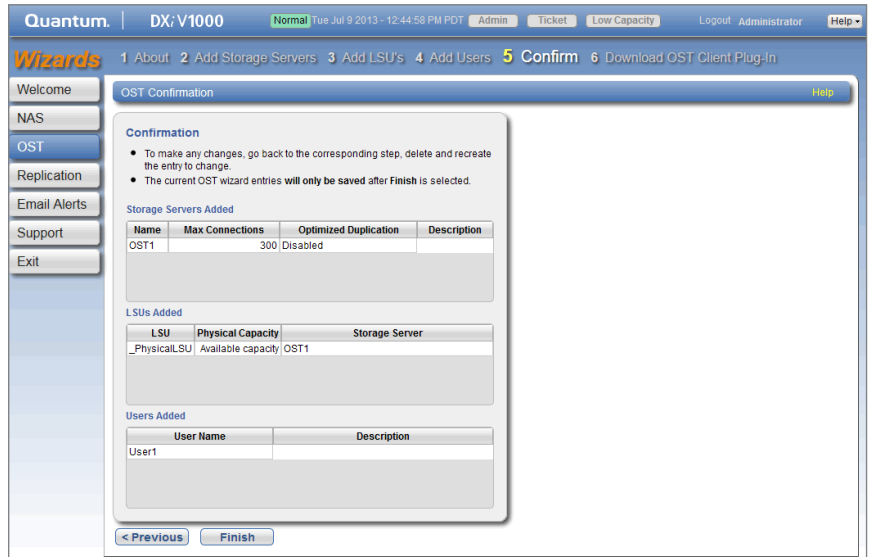 Quantum. DXi V1000 Normal Tue Jul 9 2013 - 12:44:58 PM PDT Admin Ticket Low Capacity Logout Administrator Help
Wizards 1 About 2 Add Storage Servers 3 Add LSU's 4 Add Users 5 Confirm 6 Download OST Client Plug-In
Welcome
NAS
OST
Replication
Email Alerts
Support
Exit
OST Confirmation Help
Confirmation
• To make any changes, go back to the corresponding step, delete and recreate
the entry to change.
• The current OST wizard entries will only be saved after Finish is selected.
Storage Servers Added
Name Max Connections Optimized Duplication Description
OST1 300 Disabled
LSUs Added
LSU Physical Capacity Storage Server
_PhysicalLSU Available capacity OST1
Users Added
User Name Description
User1
< Previous Finish